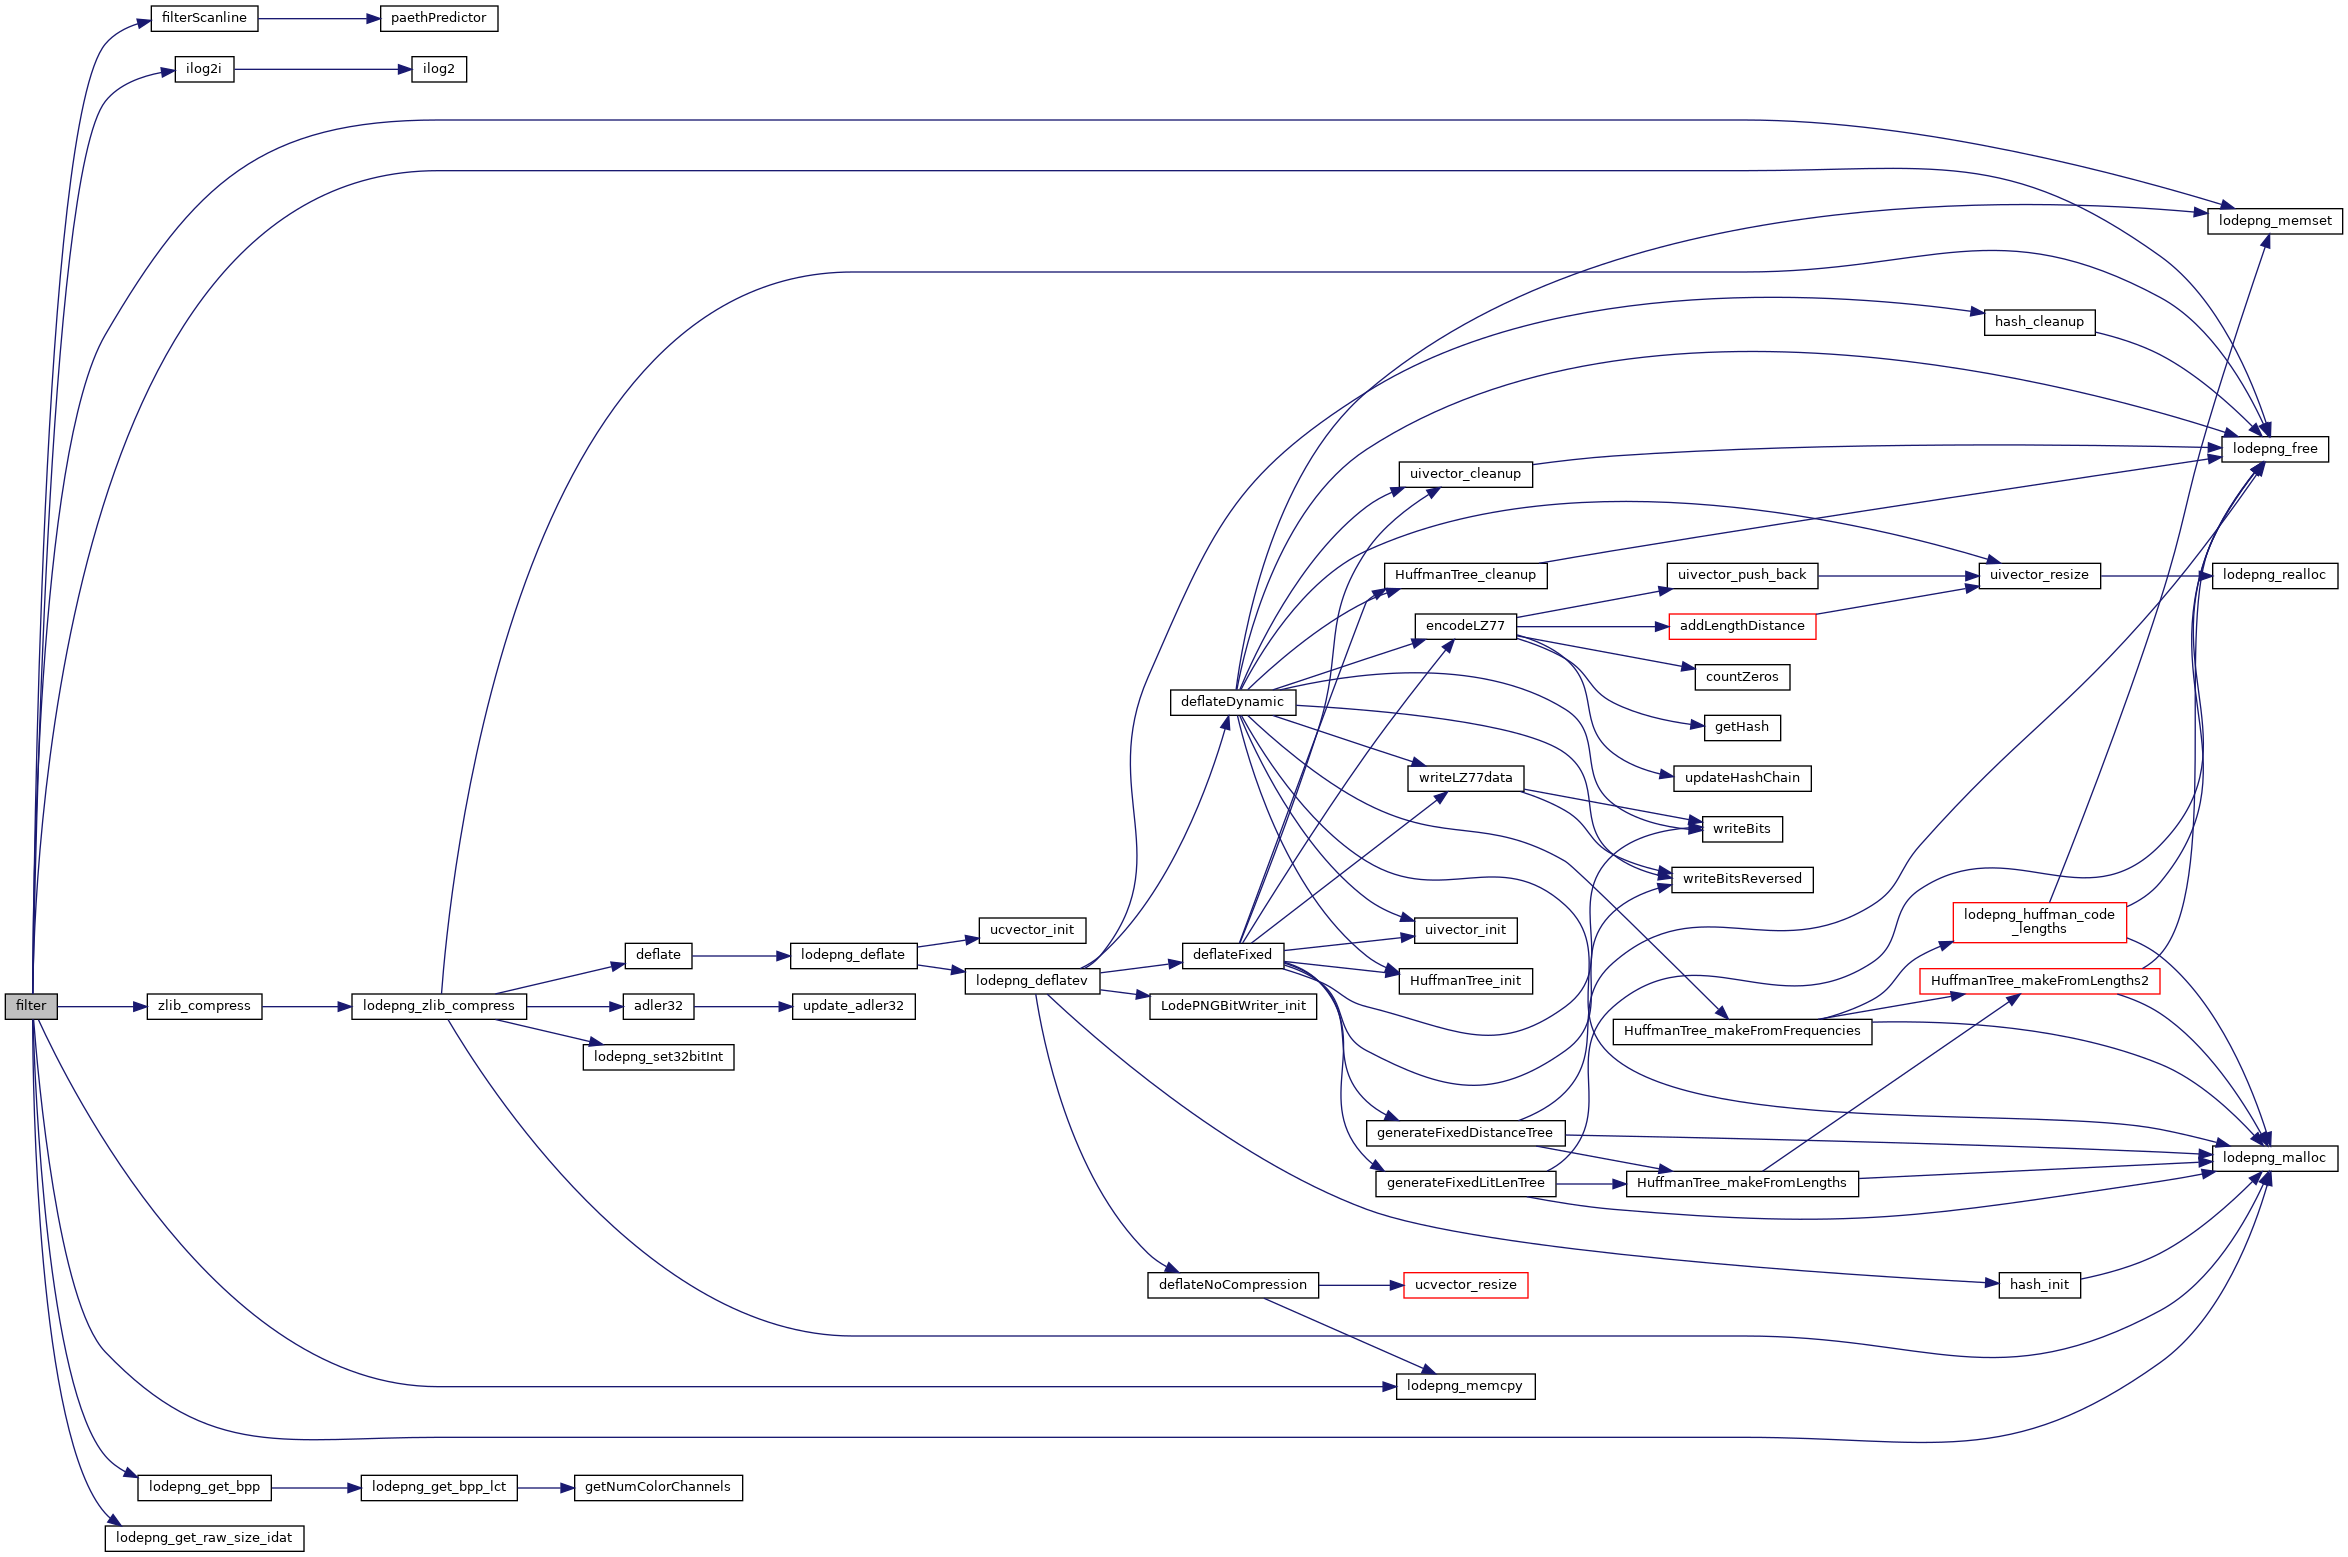 filterScanline
paethPredictor
ilog2i
ilog2
lodepng_memset
hash_cleanup
lodepng_free
uivector_cleanup
HuffmanTree_cleanup
uivector_push_back
uivector_resize
lodepng_realloc
encodeLZ77
addLengthDistance
countZeros
deflateDynamic
getHash
writeLZ77data
updateHashChain
writeBits
writeBitsReversed
lodepng_huffman_code
_lengths
ucvector_init
uivector_init
deflate
lodepng_deflate
deflateFixed
lodepng_deflatev
HuffmanTree_init
HuffmanTree_makeFromLengths2
filter
zlib_compress
lodepng_zlib_compress
adler32
update_adler32
LodePNGBitWriter_init
HuffmanTree_makeFromFrequencies
lodepng_set32bitInt
generateFixedDistanceTree
lodepng_malloc
generateFixedLitLenTree
HuffmanTree_makeFromLengths
deflateNoCompression
ucvector_resize
hash_init
lodepng_memcpy
lodepng_get_bpp
lodepng_get_bpp_lct
getNumColorChannels
lodepng_get_raw_size_idat